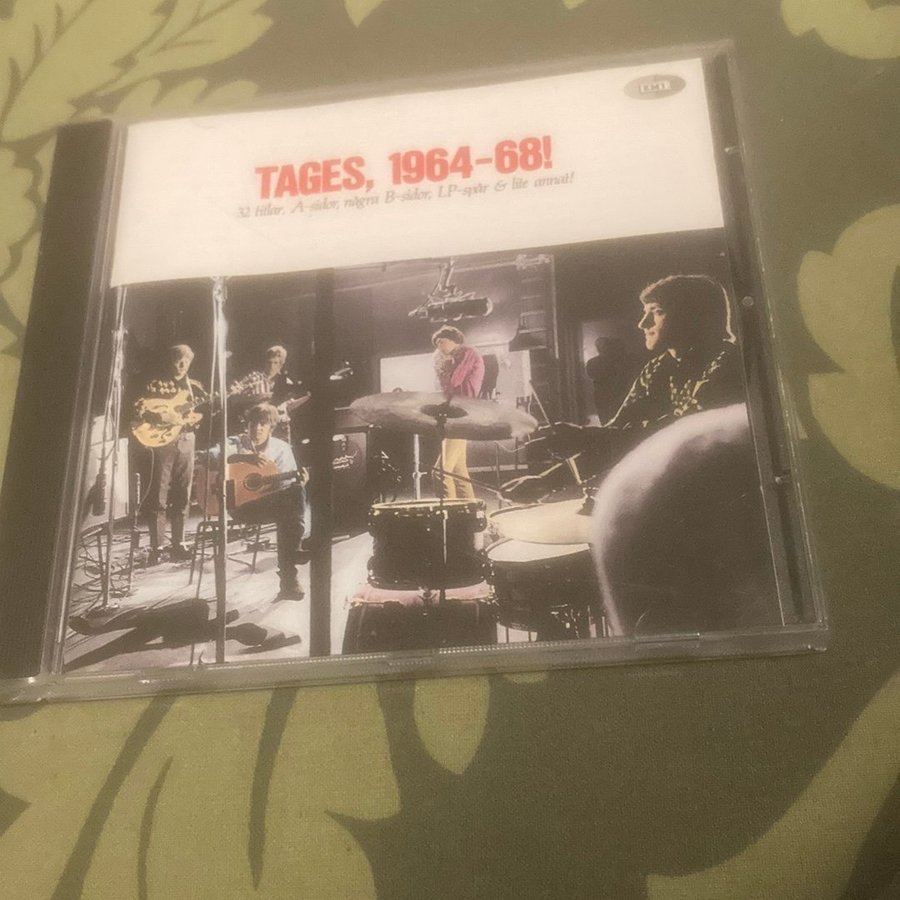 EMI
TAGES, 1964-68!
32 titlar. A-sidor, några B-sidor, LP-spår & lite annat!